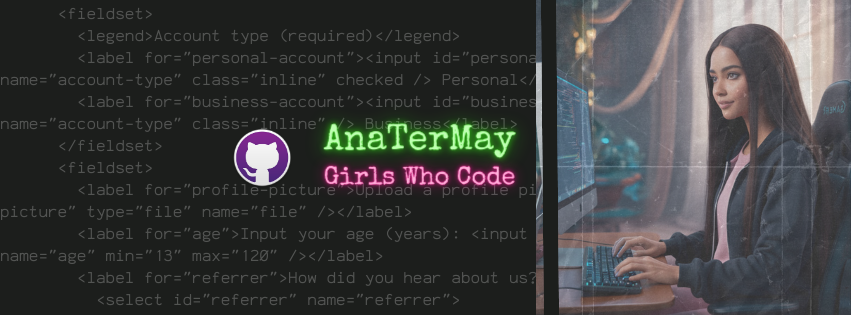 <fieldset>
<legend>Account type (required)</legend>
<label for="personal-account"><input id="persona
name="account-type" class="inline" checked /> Personal</
<label for="business-account"><input id="busines
name="account-type" class="inline" /> Business</label>
</fieldset>
<fieldset>
<label for="profile-picture">Upload a profile pi
picture" type="file" name="file" /></label>
<label for="age">Input your age (years): <input
name="age" min="13" max="120" /></label>
<label for="referrer">How did you hear about us?
<select id="referrer" name="referrer">
AnaTerMay
Girls Who Code